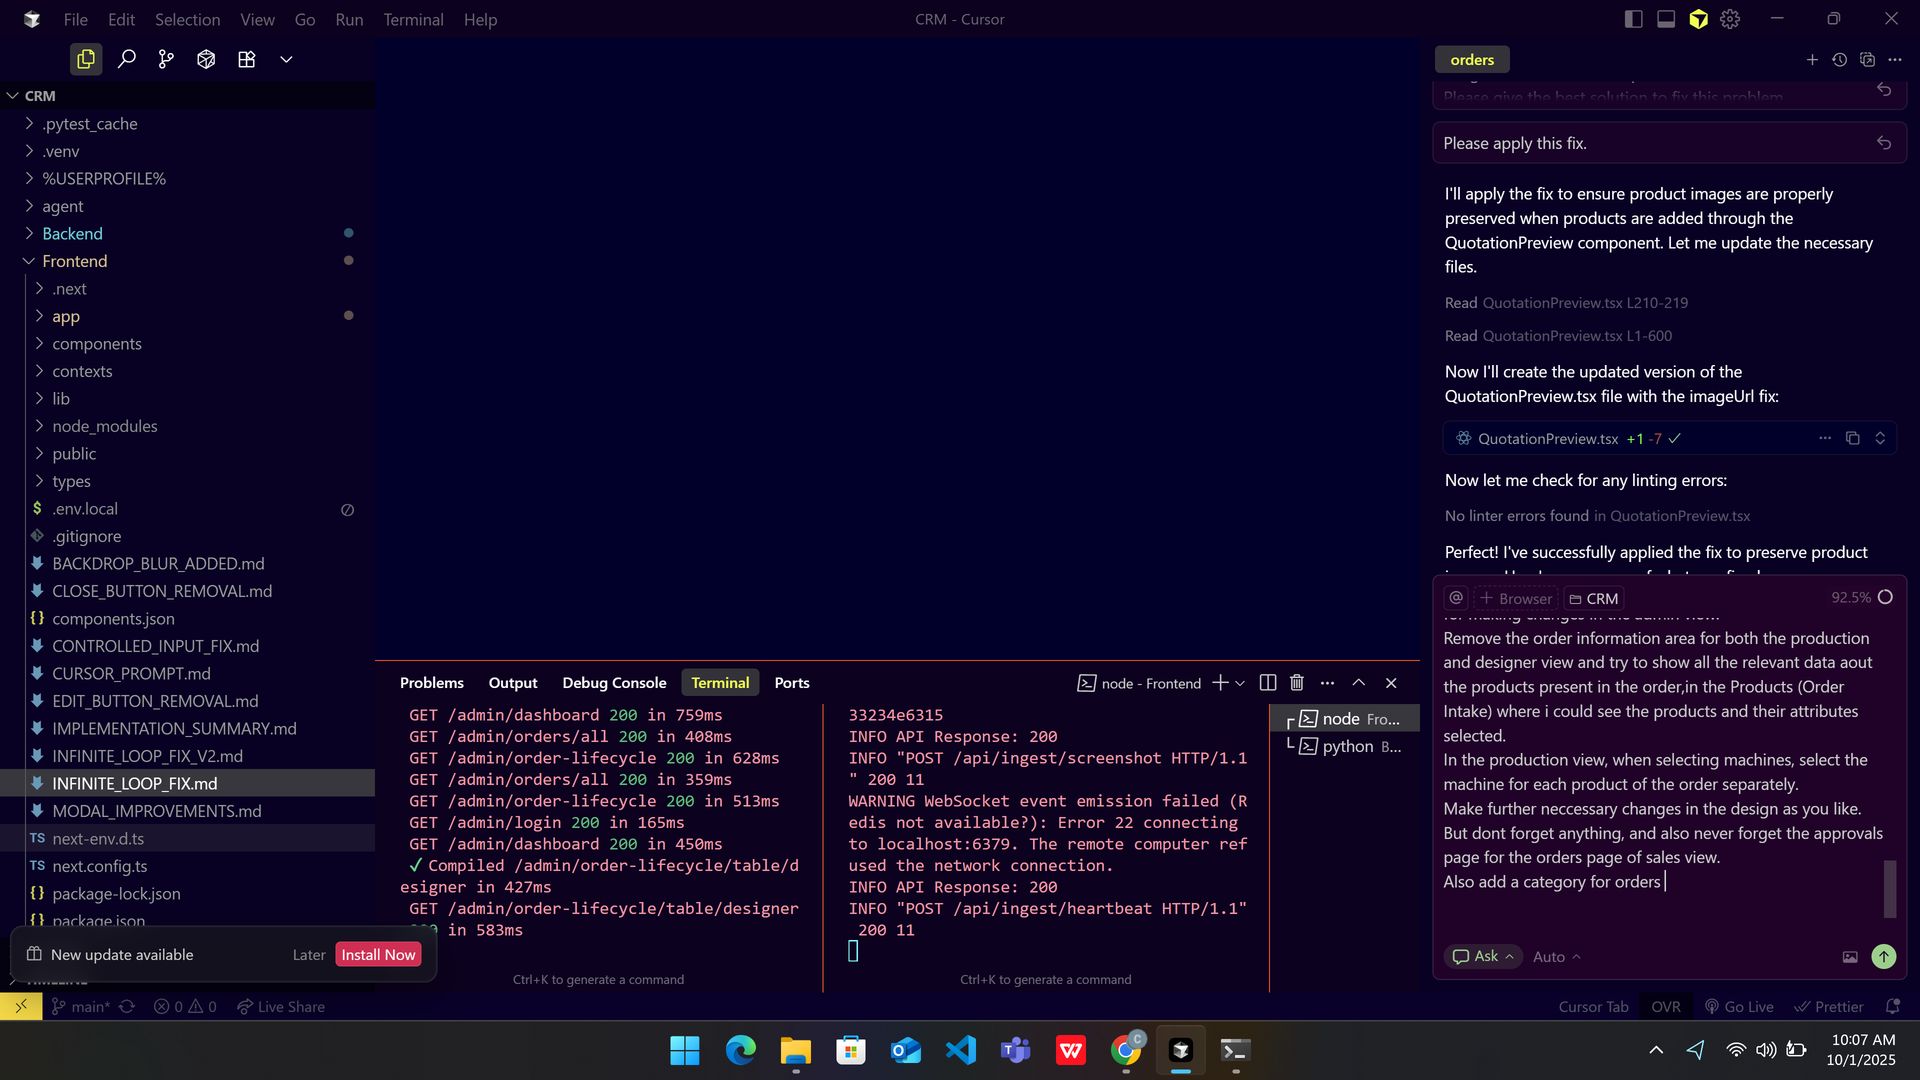 File Edit Selection View Go Run Terminal Help
CRM - Cursor
CRM
.pytest_cache
.venv
%USERPROFILE%
agent
Backend
Frontend
.next
app
components
contexts
lib
node_modules
public
types
$ .env.local
.gitignore
BACKDROP_BLUR_ADDED.md
CLOSE_BUTTON_REMOVAL.md
{} components.json
CONTROLLED_INPUT_FIX.md
CURSOR_PROMPT.md
EDIT_BUTTON_REMOVAL.md
IMPLEMENTATION_SUMMARY.md
INFINITE_LOOP_FIX_V2.md
INFINITE_LOOP_FIX.md
MODAL_IMPROVEMENTS.md
TS next-env.d.ts
TS next.config.ts
{} package-lock.json
{} package.json
New update available Later Install Now
TIMELINE
main* 0 0 Live Share
Problems Output Debug Console Terminal Ports
node - Frontend
GET /admin/dashboard 200 in 759ms
GET /admin/orders/all 200 in 408ms
GET /admin/order-lifecycle 200 in 628ms
GET /admin/orders/all 200 in 359ms
GET /admin/order-lifecycle 200 in 513ms
GET /admin/login 200 in 165ms
GET /admin/dashboard 200 in 450ms
✓ Compiled /admin/order-lifecycle/table/d
esigner in 427ms
GET /admin/order-lifecycle/table/designer
in 583ms
Ctrl+K to generate a command
33234e6315
INFO API Response: 200
INFO "POST /api/ingest/screenshot HTTP/1.1
" 200 11
WARNING WebSocket event emission failed (R
edis not available?): Error 22 connecting
to localhost:6379. The remote computer ref
used the network connection.
INFO API Response: 200
INFO "POST /api/ingest/heartbeat HTTP/1.1"
200 11
Ctrl+K to generate a command
node Fro...
python B...
orders
Please give the best solution to fix this problem
Please apply this fix.
I'll apply the fix to ensure product images are properly
preserved when products are added through the
QuotationPreview component. Let me update the necessary
files.
Read QuotationPreview.tsx L210-219
Read QuotationPreview.tsx L1-600
Now I'll create the updated version of the
QuotationPreview.tsx file with the imageUrl fix:
QuotationPreview.tsx +1 -7
Now let me check for any linting errors:
No linter errors found in QuotationPreview.tsx
Perfect! I've successfully applied the fix to preserve product
@ + Browser CRM 92.5%
for making changes in the admin view.
Remove the order information area for both the production
and designer view and try to show all the relevant data aout
the products present in the order,in the Products (Order
Intake) where i could see the products and their attributes
selected.
In the production view, when selecting machines, select the
machine for each product of the order separately.
Make further neccessary changes in the design as you like.
But dont forget anything, and also never forget the approvals
page for the orders page of sales view.
Also add a category for orders
Ask Auto
Cursor Tab OVR Go Live Prettier
10:07 AM
10/1/2025